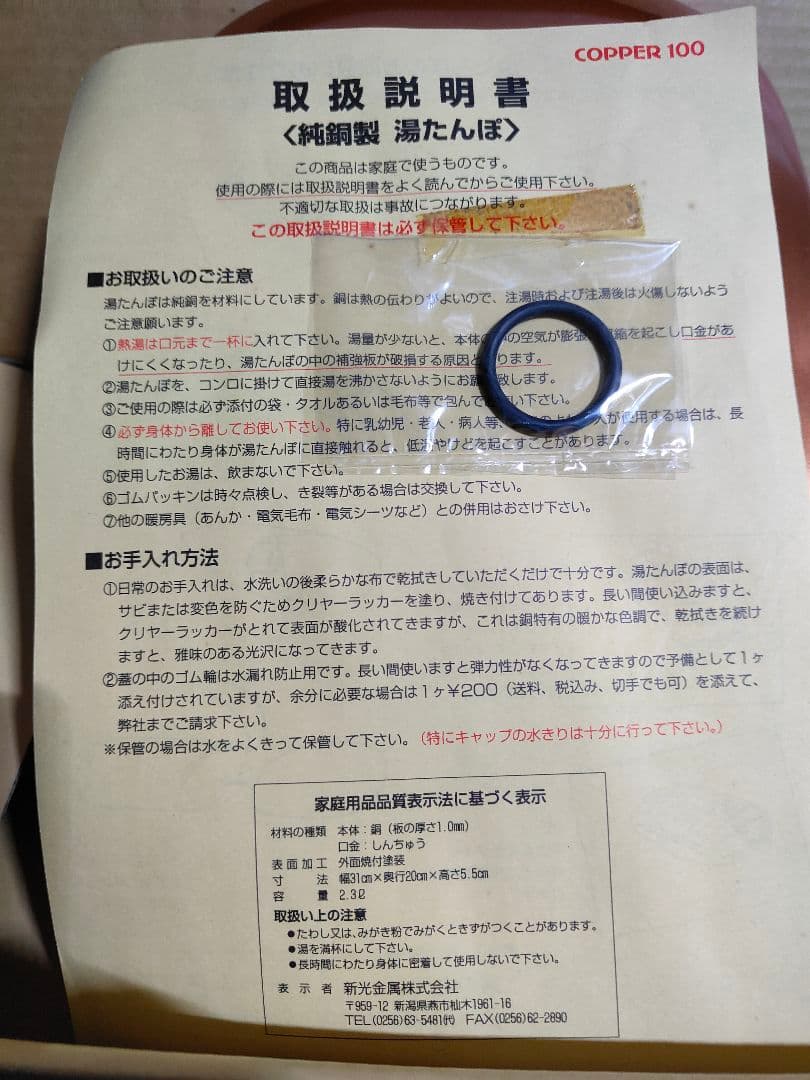 COPPER 100
取扱説明書
〈純銅製 湯たんぽ〉
この商品は家庭で使うものです。
使用の際には取扱説明書をよく読んでからご使用下さい。
不適切な取扱は事故につながります。
この取扱説明書は必ず保管して下さい。
■お取扱いのご注意
湯たんぽは純銅を材料にしています。銅は熱の伝わりがよいので、注湯時および注湯後は火傷しないよう
ご注意願います。
①熱湯は口元まで一杯に入れて下さい。湯量が少ないと、本体の中の空気が膨張 縮を起こし口金があ
けにくくなったり、湯たんぽの中の補強板が破損する原因と ります。
②湯たんぽを、コンロに掛けて直接湯を沸かさないようにお願 致します。
③ご使用の際は必ず添付の袋・タオルあるいは毛布等で包んで い下さい。
④必ず身体から離してお使い下さい。特に乳幼児・老人・病人等、 のよ 人が使用する場合は、長
時間にわたり身体が湯たんぽに直接触れると、低温やけどを起こすことがあります。
⑤使用したお湯は、飲まないで下さい。
⑥ゴムパッキンは時々点検し、き裂等がある場合は交換して下さい。
⑦他の暖房具（あんか・電気毛布・電気シーツなど）との併用はおさけ下さい。
■お手入れ方法
①日常のお手入れは、水洗いの後柔らかな布で乾拭きしていただくだけで十分です。湯たんぽの表面は、
サビまたは変色を防ぐためクリヤーラッカーを塗り、焼き付けてあります。長い間使い込みますと、
クリヤーラッカーがとれて表面が酸化されてきますが、これは銅特有の暖かな色調で、乾拭きを続け
ますと、雅味のある光沢になってきます。
②蓋の中のゴム輪は水漏れ防止用です。長い間使いますと弾力性がなくなってきますので予備として1ヶ
添え付けされていますが、余分に必要な場合は1ヶ¥200（送料、税込み、切手でも可）を添えて、
弊社までご請求下さい。
※保管の場合は水をよくきって保管して下さい。（特にキャップの水きりは十分に行って下さい。）
家庭用品品質表示法に基づく表示
材料の種類 本体：銅（板の厚さ1.0mm）
口金：しんちゅう
表面加工 外面焼付塗装
寸法 幅31cm×奥行20cm×高さ5.5cm
容量 2.3ℓ
取扱い上の注意
●たわし又は、みがき粉でみがくときずがつくことがあります。
●湯を満杯にして下さい。
●長時間にわたり身体に密着して使用しないで下さい。
表示者 新光金属株式会社
〒959-12 新潟県燕市杣木1961-16
TEL(0256)63-5481(代) FAX(0256)62-2890